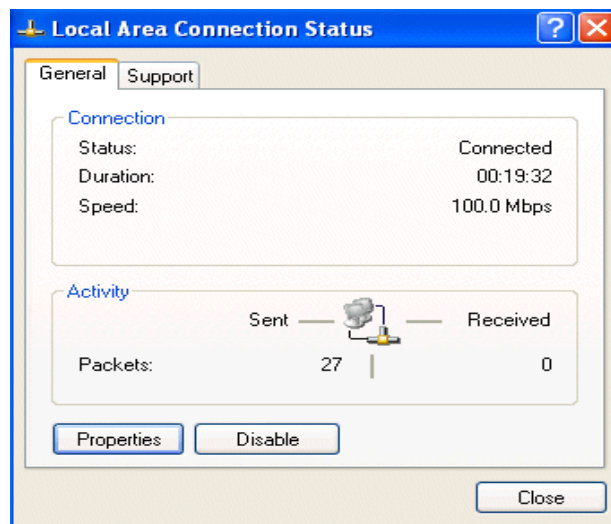 Local Area Connection Status
General Support
Connection
Status: Connected
Duration: 00:19:32
Speed: 100.0 Mbps
Activity
Sent Received
Packets: 27 0
Properties Disable
Close